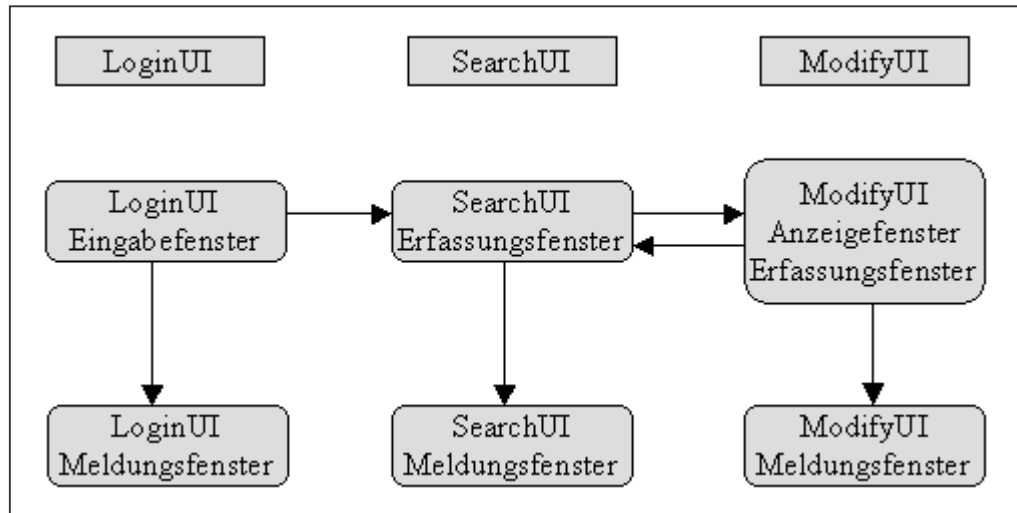 LoginUI
SearchUI
ModifyUI
LoginUI
Eingabefenster
SearchUI
Erfassungsfenster
ModifyUI
Anzeigefenster
Erfassungsfenster
LoginUI
Meldungsfenster
SearchUI
Meldungsfenster
ModifyUI
Meldungsfenster